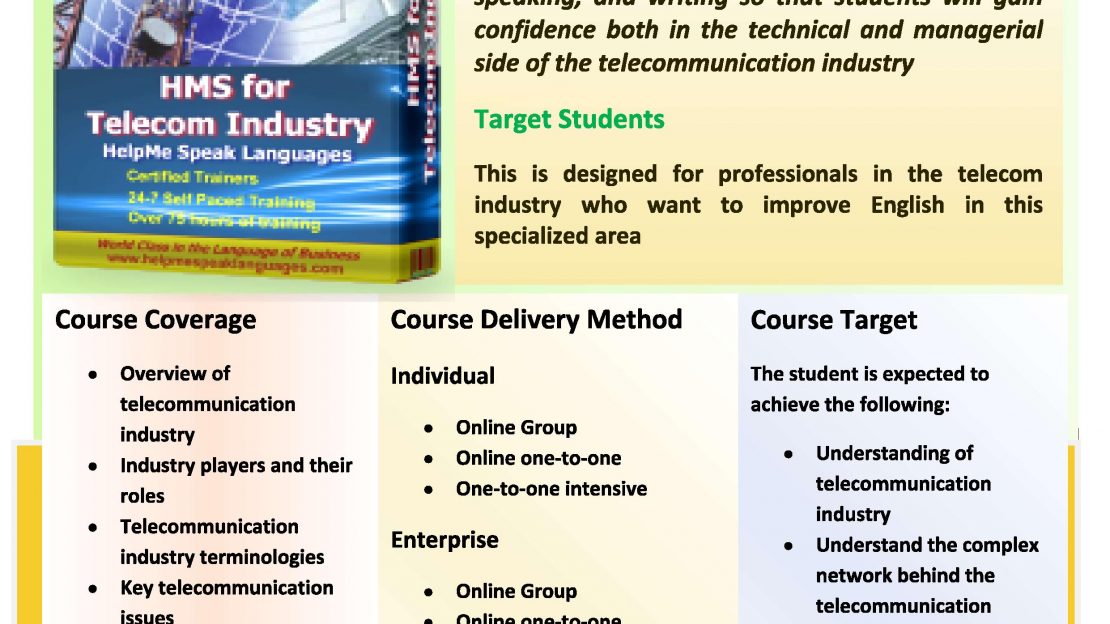 speaking, and writing so that students will gain
confidence both in the technical and managerial
side of the telecommunication industry
HMS for
Telecom Industry
HelpMe Speak Languages
Certified Trainers
24-7 Self Paced Training
Over 75 hours of training
World Class in the Language of Business
www.helpmespeaklanguages.com
HMS for
Telecom Ind
Target Students
This is designed for professionals in the telecom
industry who want to improve English in this
specialized area
Course Coverage
• Overview of
telecommunication
industry
• Industry players and their
roles
• Telecommunication
industry terminologies
• Key telecommunication
issues
Course Delivery Method
Individual
• Online Group
• Online one-to-one
• One-to-one intensive
Enterprise
• Online Group
• Online one-to-one
Course Target
The student is expected to
achieve the following:
• Understanding of
telecommunication
industry
• Understand the complex
network behind the
telecommunication